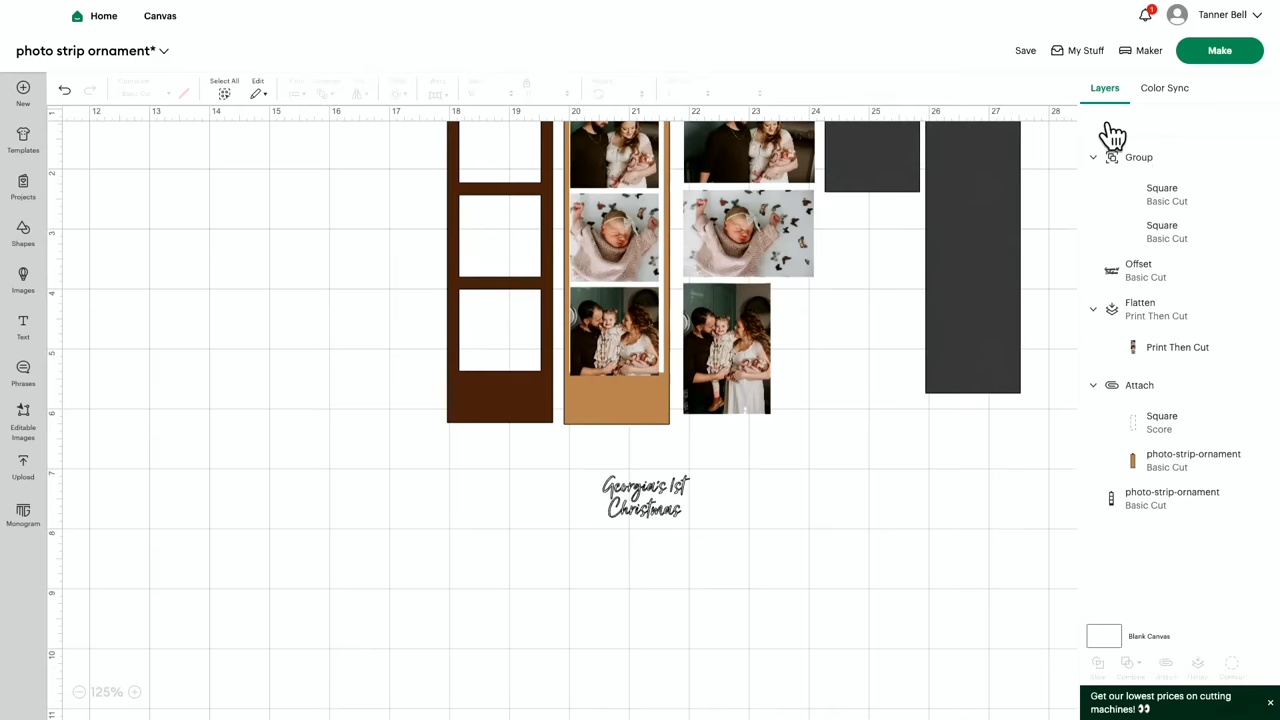 Home
Canvas
1
Tanner Bell
photo strip ornament*
Save
My Stuff
Maker
Make
New
Templates
Projects
Shapes
Images
Text
Phrases
Editable
Images
Upload
Monogram
Select All
Edit
Basic Cut
12 13 14 15 16 17 18 19 20 21 22 23 24 25 26 27 28
1
2
3
4
5
6
7
8
9
10
11
Georgia's 1st
Christmas
125%
Layers
Color Sync
Group
Square
Basic Cut
Square
Basic Cut
Offset
Basic Cut
Flatten
Print Then Cut
Print Then Cut
Attach
Square
Score
photo-strip-ornament
Basic Cut
photo-strip-ornament
Basic Cut
Blank Canvas
Get our lowest prices on cutting
machines! 👀